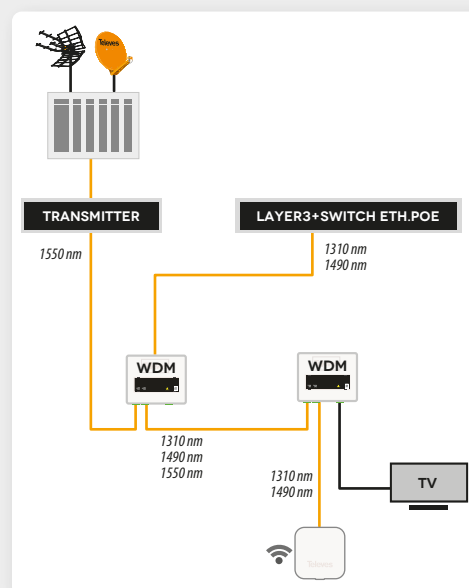 Televes
TRANSMITTER
LAYER3+SWITCH ETH.POE
1550 nm
1310 nm
1490 nm
WDM
WDM
1310 nm
1490 nm
1550 nm
1310 nm
1490 nm
TV
Televes